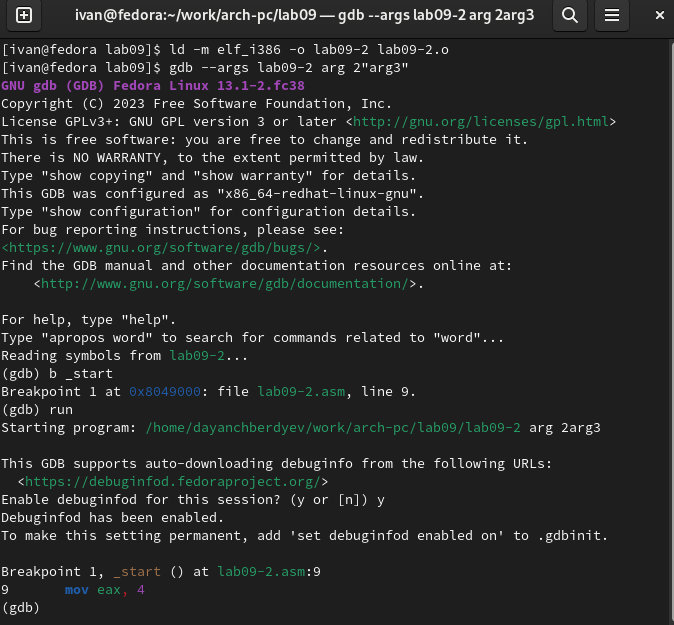 ivan@fedora:~/work/arch-pc/lab09 — gdb --args lab09-2 arg 2arg3
[ivan@fedora lab09]$ ld -m elf_i386 -o lab09-2 lab09-2.o
[ivan@fedora lab09]$ gdb --args lab09-2 arg 2"arg3"
GNU gdb (GDB) Fedora Linux 13.1-2.fc38
Copyright (C) 2023 Free Software Foundation, Inc.
License GPLv3+: GNU GPL version 3 or later <http://gnu.org/licenses/gpl.html>
This is free software: you are free to change and redistribute it.
There is NO WARRANTY, to the extent permitted by law.
Type "show copying" and "show warranty" for details.
This GDB was configured as "x86_64-redhat-linux-gnu".
Type "show configuration" for configuration details.
For bug reporting instructions, please see:
<https://www.gnu.org/software/gdb/bugs/>.
Find the GDB manual and other documentation resources online at:
    <http://www.gnu.org/software/gdb/documentation/>.
For help, type "help".
Type "apropos word" to search for commands related to "word"...
Reading symbols from lab09-2...
(gdb) b _start
Breakpoint 1 at 0x8049000: file lab09-2.asm, line 9.
(gdb) run
Starting program: /home/dayanchberdyev/work/arch-pc/lab09/lab09-2 arg 2arg3
This GDB supports auto-downloading debuginfo from the following URLs:
  <https://debuginfod.fedoraproject.org/>
Enable debuginfod for this session? (y or [n]) y
Debuginfod has been enabled.
To make this setting permanent, add 'set debuginfod enabled on' to .gdbinit.
Breakpoint 1, _start () at lab09-2.asm:9
9       mov eax, 4
(gdb)